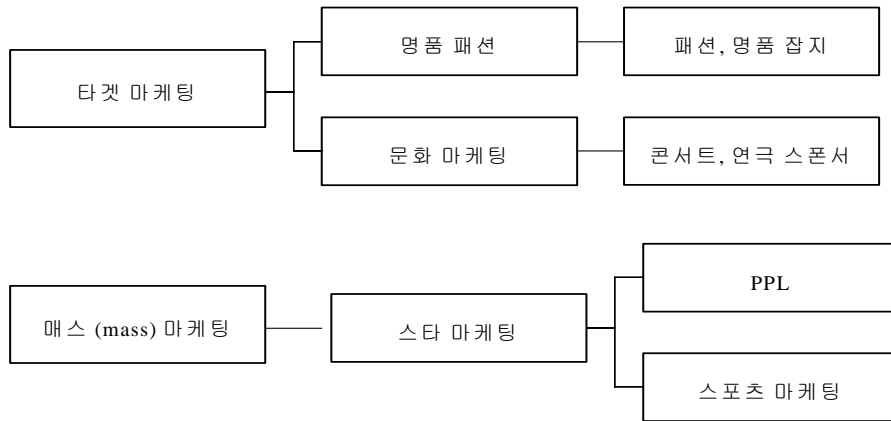 타겟 마케팅
명품 패션
패션, 명품 잡지
문화 마케팅
콘서트, 연극 스폰서
매스 (mass) 마케팅
스타 마케팅
PPL
스포츠 마케팅